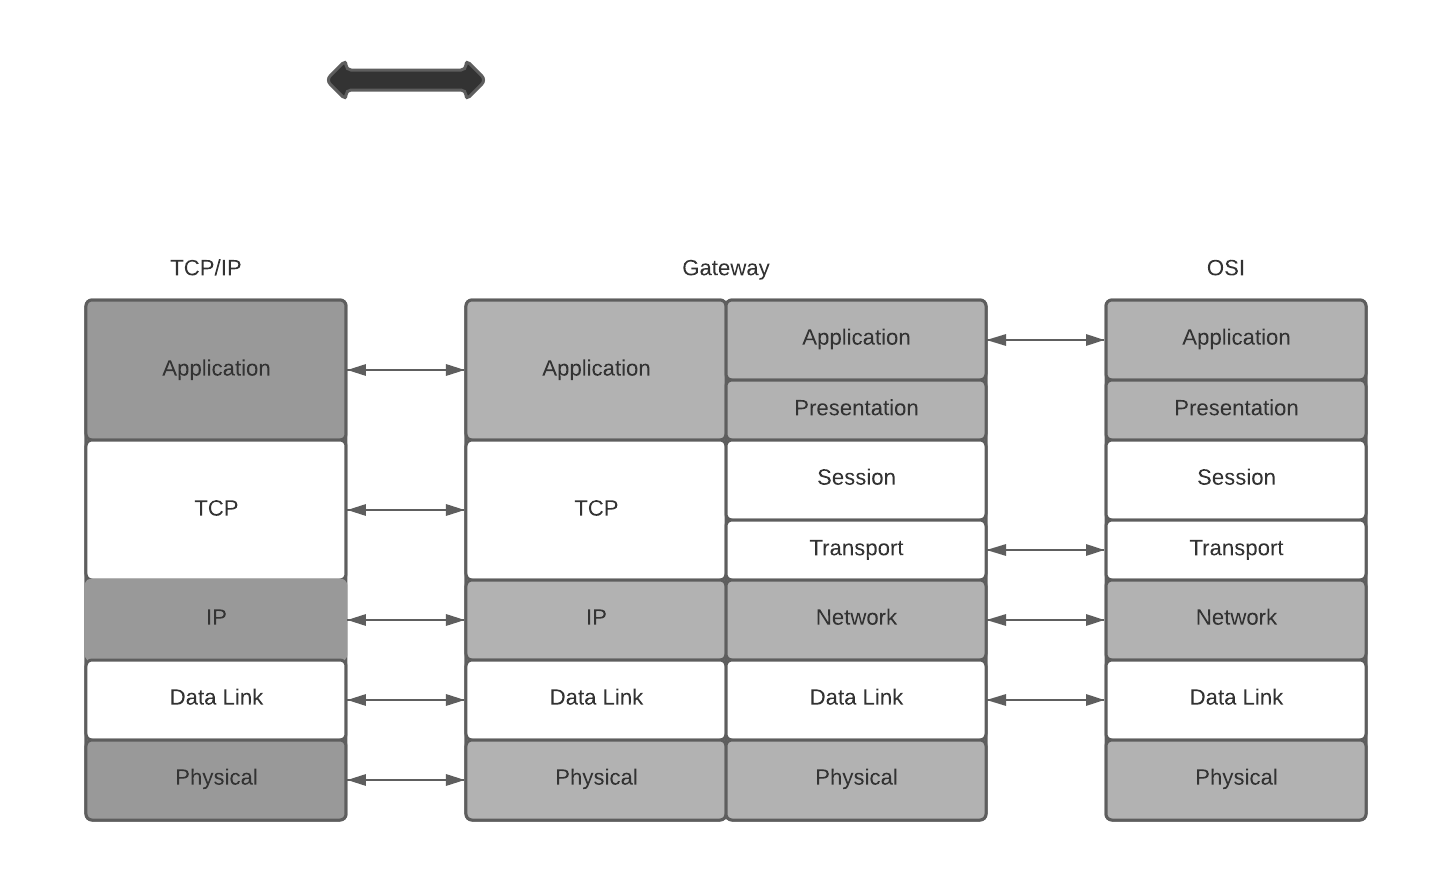 TCP/IP
Gateway
OSI
Application
Application
Application
Application
Presentation
Presentation
TCP
TCP
Session
Session
Transport
Transport
IP
IP
Network
Network
Data Link
Data Link
Data Link
Data Link
Physical
Physical
Physical
Physical